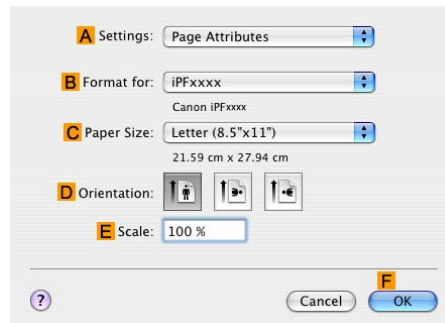 A Settings: Page Attributes
B Format for: iPFxxxx
Canon iPFxxxx
C Paper Size: Letter (8.5"x11")
21.59 cm x 27.94 cm
D Orientation:
E Scale: 100 %
F
? Cancel OK